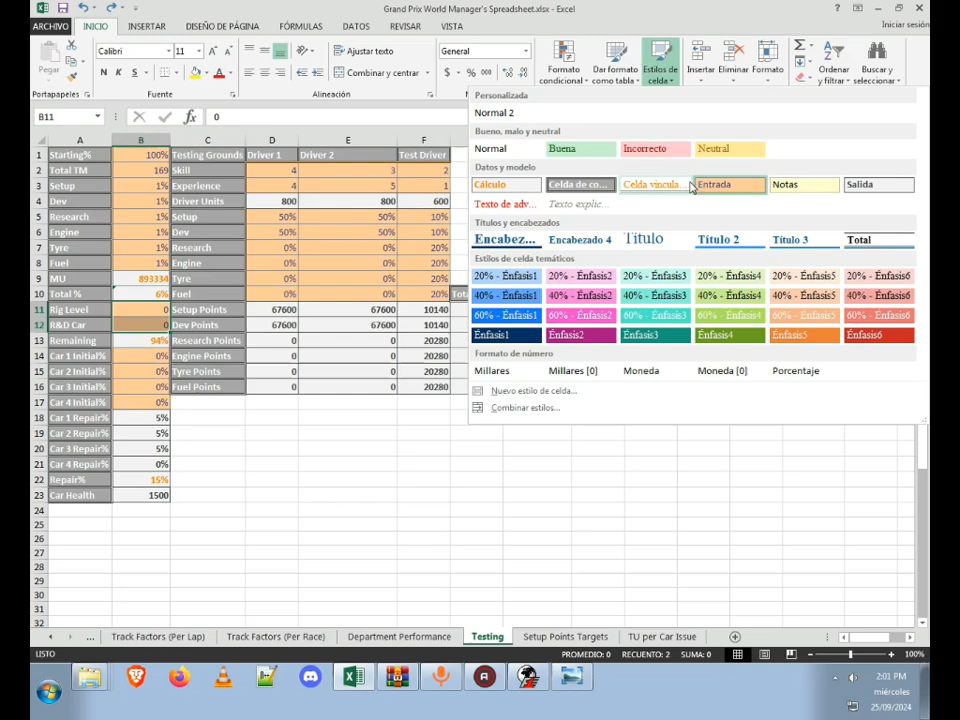 Grand Prix World Manager's Spreadsheet.xlsx - Excel
ARCHIVO INICIO INSERTAR DISEÑO DE PÁGINA FÓRMULAS DATOS REVISAR VISTA Iniciar sesión
Pegar Calibri 11 Ajustar texto General
N K S Combinar y centrar $ % 000
Formato condicional Dar formato como tabla Estilos de celda Insertar Eliminar Formato Ordenar y filtrar Buscar y seleccionar
Portapapeles Fuente Alineación
B11 0
Personalizada
Normal 2
Bueno, malo y neutral
Normal Buena Incorrecto Neutral
Datos y modelo
Cálculo Celda de co... Celda vincula... Entrada Notas Salida
Texto de adv... Texto explic...
Títulos y encabezados
Encabez... Encabezado 4 Título Título 2 Título 3 Total
Estilos de celda temáticos
20% - Énfasis1 20% - Énfasis2 20% - Énfasis3 20% - Énfasis4 20% - Énfasis5 20% - Énfasis6
40% - Énfasis1 40% - Énfasis2 40% - Énfasis3 40% - Énfasis4 40% - Énfasis5 40% - Énfasis6
60% - Énfasis1 60% - Énfasis2 60% - Énfasis3 60% - Énfasis4 60% - Énfasis5 60% - Énfasis6
Énfasis1 Énfasis2 Énfasis3 Énfasis4 Énfasis5 Énfasis6
Formato de número
Millares Millares [0] Moneda Moneda [0] Porcentaje
Nuevo estilo de celda...
Combinar estilos...
A B C D E F
1 Starting% 100% Testing Grounds Driver 1 Driver 2 Test Driver
2 Total TM 169 Skill 4 3 2
3 Setup 1% Experience 4 5 1
4 Dev 1% Driver Units 800 800 600
5 Research 1% Setup 50% 50% 10%
6 Engine 1% Dev 50% 50% 10%
7 Tyre 1% Research 0% 0% 20%
8 Fuel 1% Engine 0% 0% 20%
9 MU 893334 Tyre 0% 0% 20%
10 Total % 6% Fuel 0% 0% 20% Tota
11 Rig Level 0 Setup Points 67600 67600 10140
12 R&D Car 0 Dev Points 67600 67600 10140
13 Remaining 94% Research Points 0 0 20280
14 Car 1 Initial% 0% Engine Points 0 0 20280
15 Car 2 Initial% 0% Tyre Points 0 0 20280
16 Car 3 Initial% 0% Fuel Points 0 0 20280
17 Car 4 Initial% 0%
18 Car 1 Repair% 5%
19 Car 2 Repair% 5%
20 Car 3 Repair% 5%
21 Car 4 Repair% 0%
22 Repair% 15%
23 Car Health 1500
24
25
26
27
28
29
30
31
32
... Track Factors (Per Lap) Track Factors (Per Race) Department Performance Testing Setup Points Targets TU per Car Issue
LISTO PROMEDIO: 0 RECUENTO: 2 SUMA: 0 100%
2:01 PM
miércoles
25/09/2024